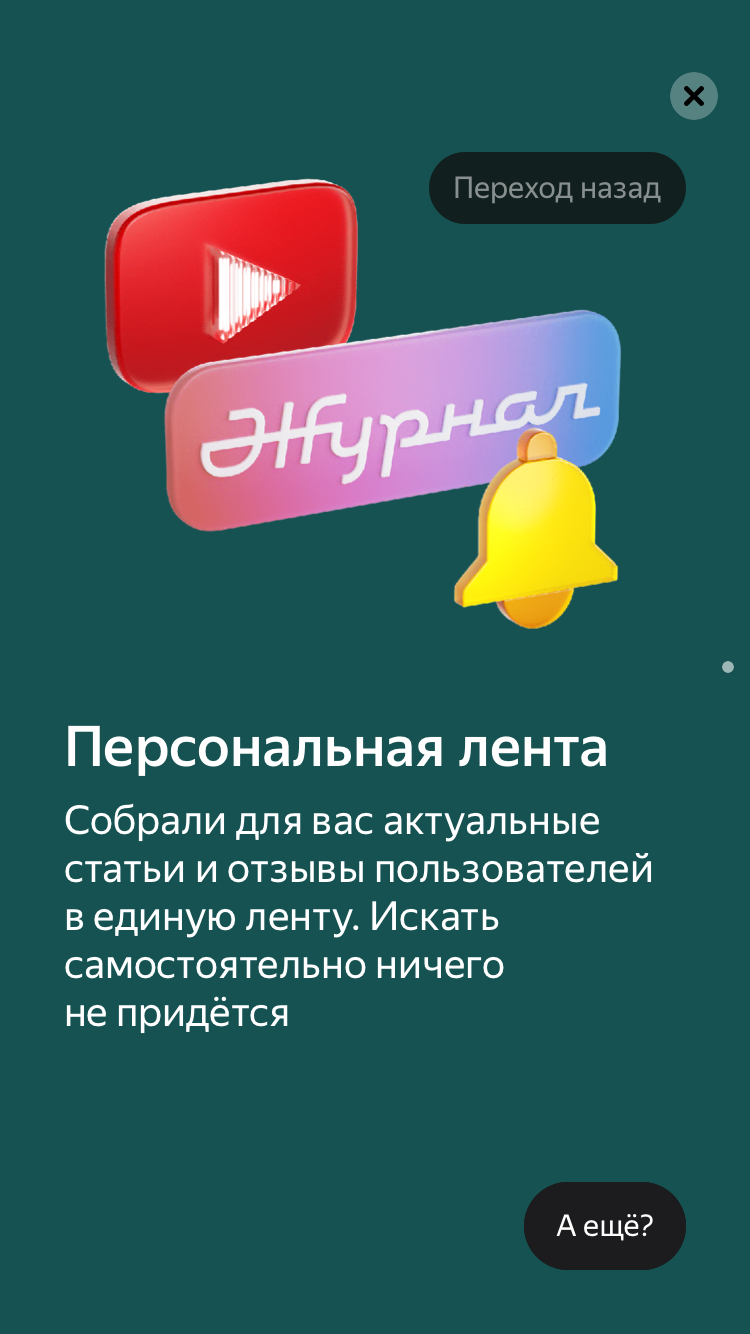 Переход назад
Журнал
Персональная лента
Собрали для вас актуальные
статьи и отзывы пользователей
в единую ленту. Искать
самостоятельно ничего
не придётся
А ещё?